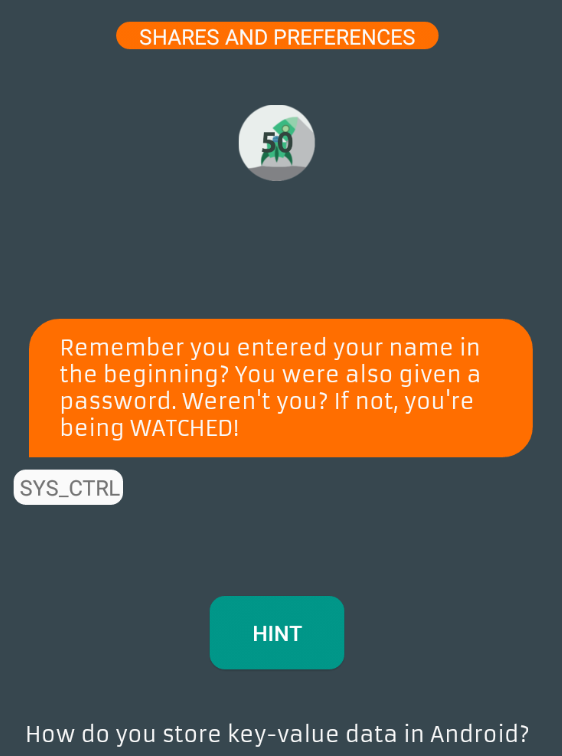 SHARES AND PREFERENCES
50
Remember you entered your name in
the beginning? You were also given a
password. Weren't you? If not, you're
being WATCHED!
SYS_CTRL
HINT
How do you store key-value data in Android?